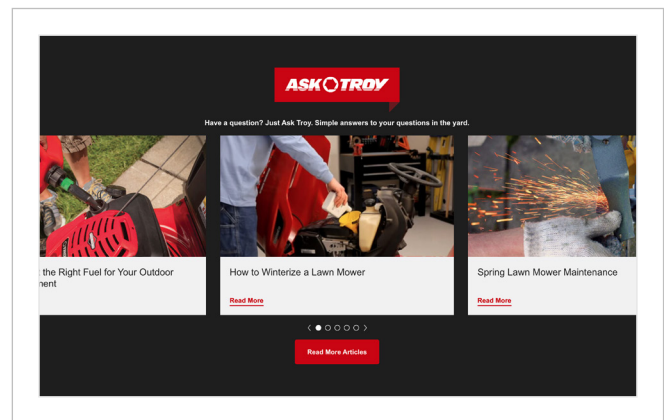 ASK TROY
Have a question? Just Ask Troy. Simple answers to your questions in the yard.
the Right Fuel for Your Outdoor
How to Winterize a Lawn Mower
Read More
Spring Lawn Mower Maintenance
Read More
Read More Articles